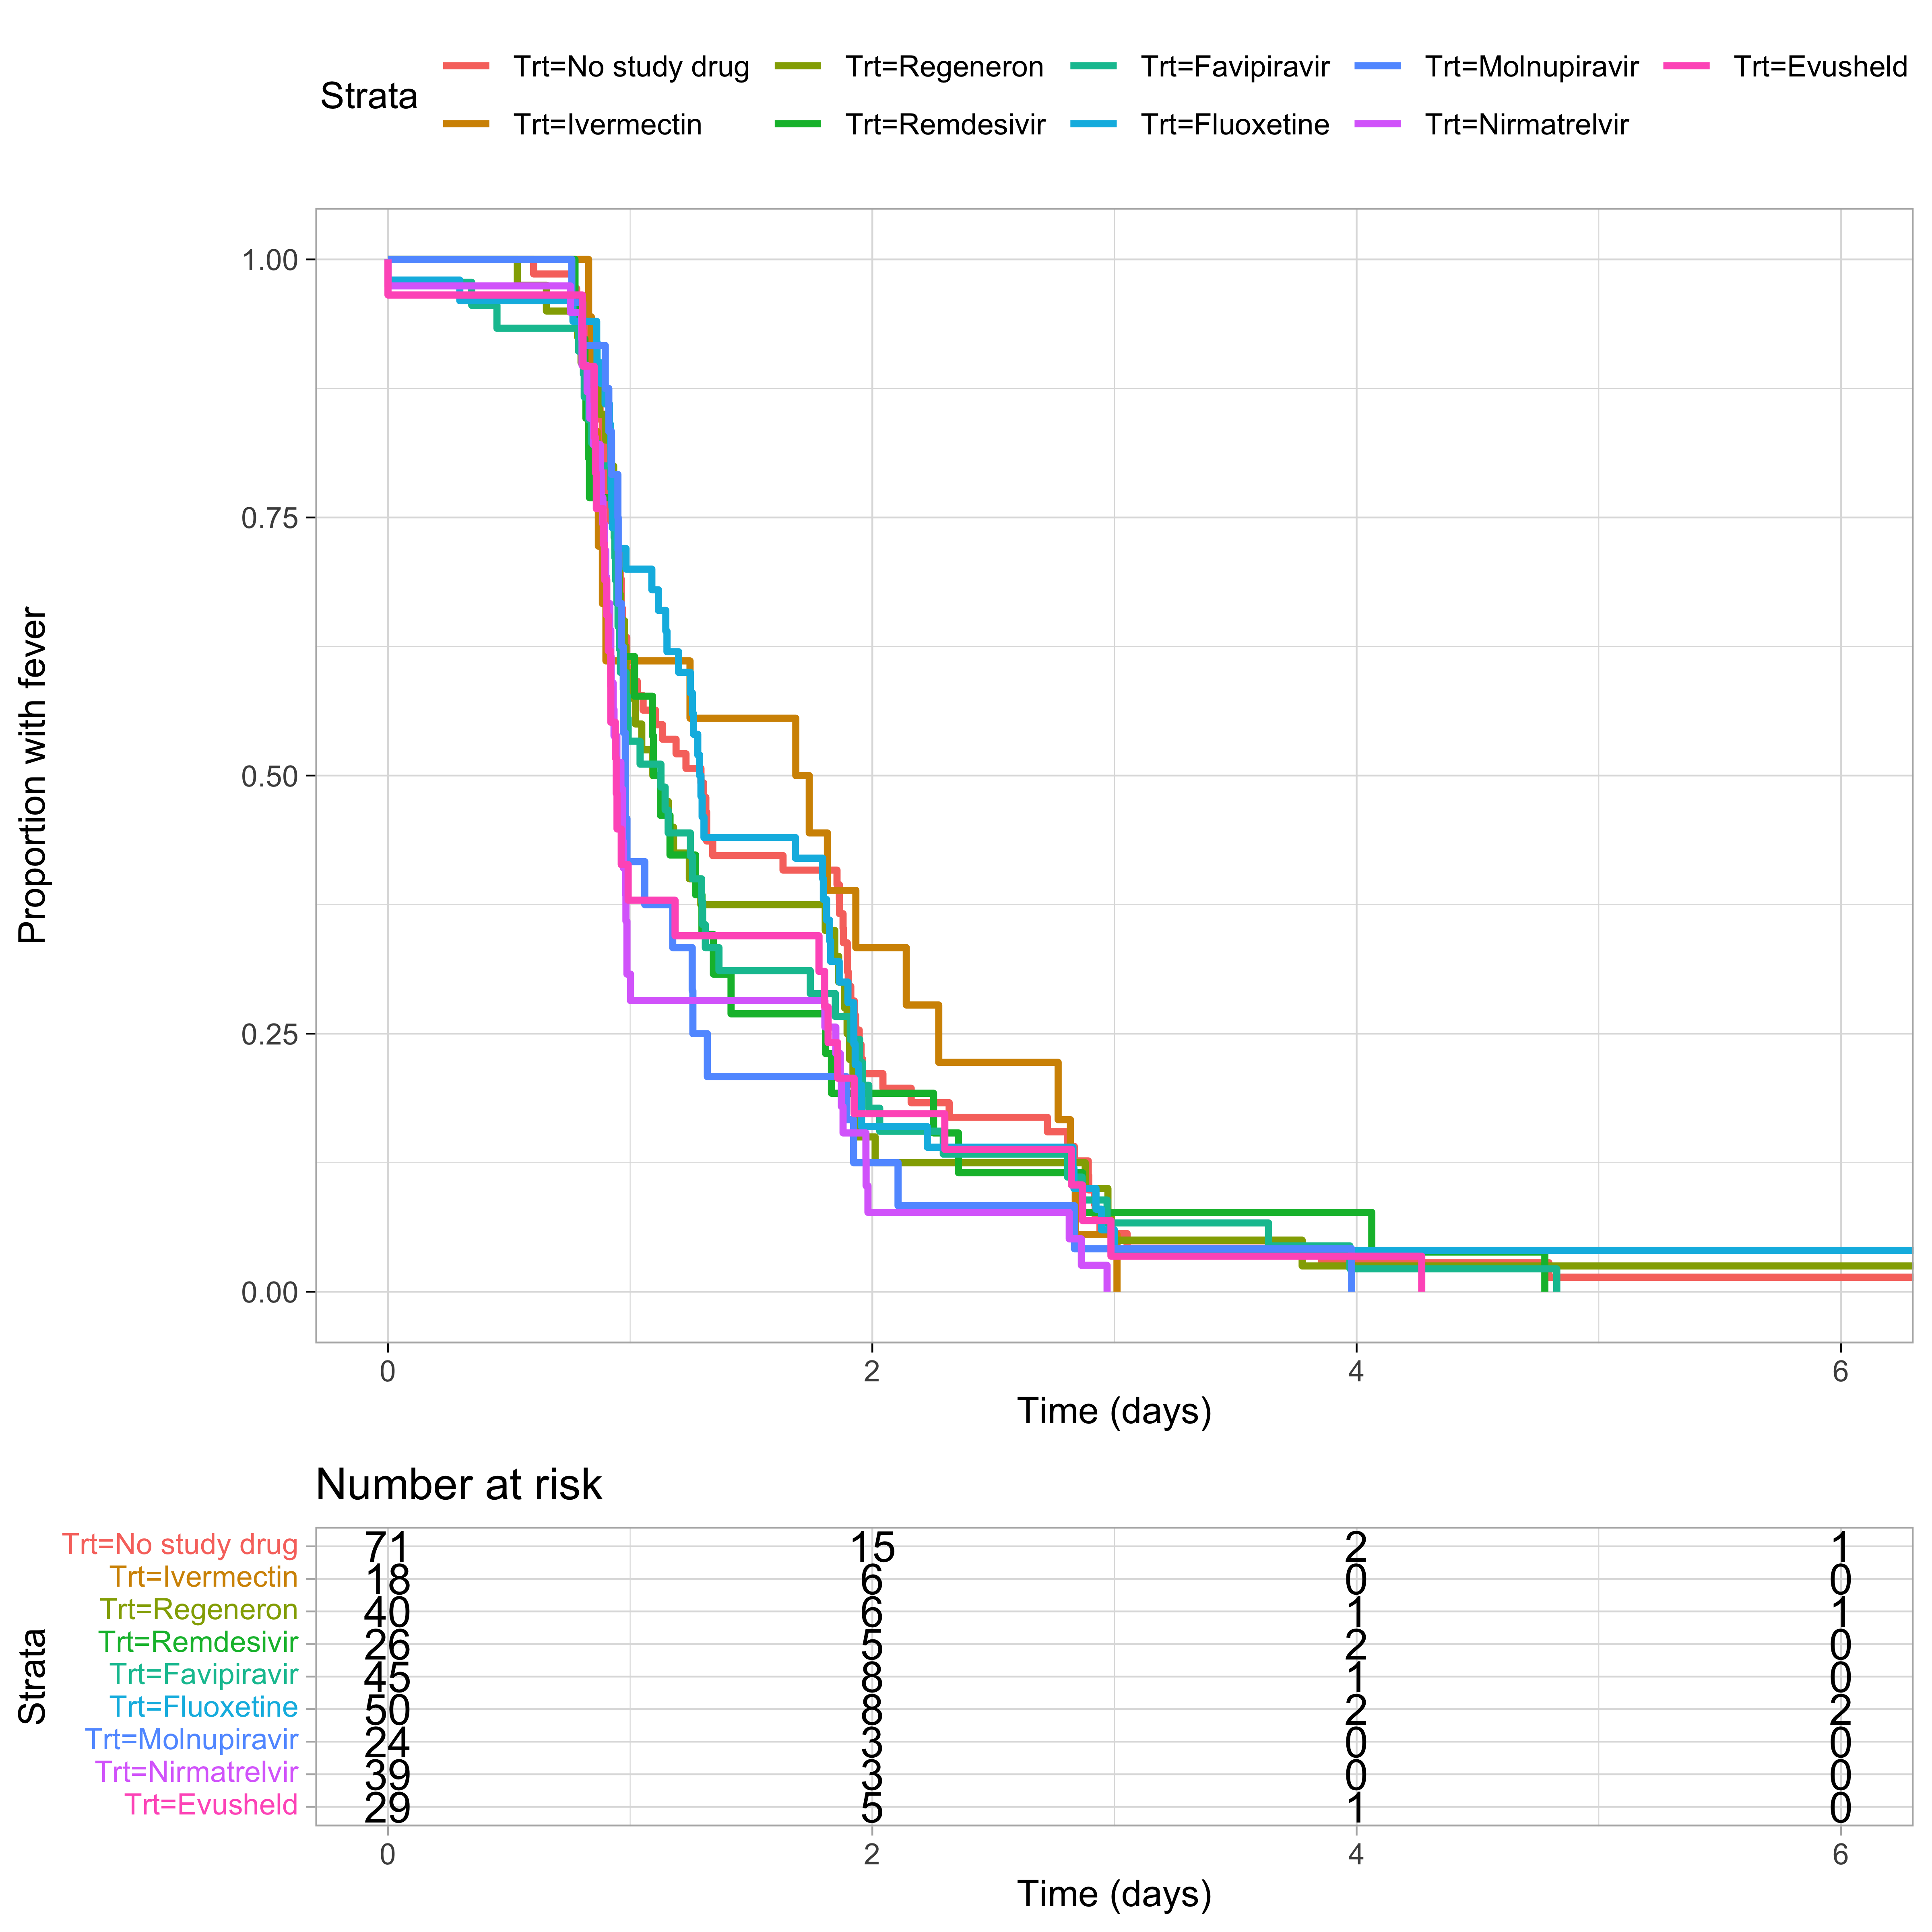 Strata
Trt=No study drug Trt=Regeneron Trt=Favipiravir Trt=Molnupiravir Trt=Evusheld
Trt=Ivermectin Trt=Remdesivir Trt=Fluoxetine Trt=Nirmatrelvir
Proportion with fever
1.00
0.75
0.50
0.25
0.00
0 2 4 6
Time (days)
Number at risk
Strata
Trt=No study drug 71 15 2 1
Trt=Ivermectin 18 6 0 0
Trt=Regeneron 40 6 1 1
Trt=Remdesivir 26 5 2 0
Trt=Favipiravir 45 8 1 0
Trt=Fluoxetine 50 8 2 2
Trt=Molnupiravir 24 3 0 0
Trt=Nirmatrelvir 39 3 0 0
Trt=Evusheld 29 5 1 0
0 2 4 6
Time (days)